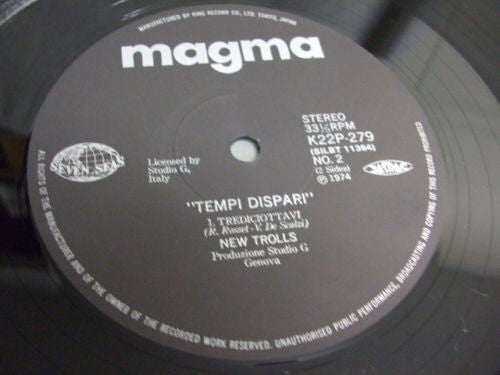 MANUFACTURED BY KING RECORD CO., LTD. TOKYO, JAPAN
magma
STEREO
33⅓RPM
K22P-279
(SILBT 11364)
NO. 2
(2 Sides)
Ⓟ1974
SEVEN SEAS
Licensed by
Studio G,
Italy
"TEMPI DISPARI"
1. TREDICIOTTAVI
(R. Rosset-V. De Scalzi)
NEW TROLLS
Produzione Studio G
Genova
ALL RIGHTS OF THE MANUFACTURER AND OF THE OWNER OF THE RECORDED WORK RESERVED. UNAUTHORISED PUBLIC PERFORMANCE, BROADCASTING AND COPYING OF THIS RECORD PROHIBITED